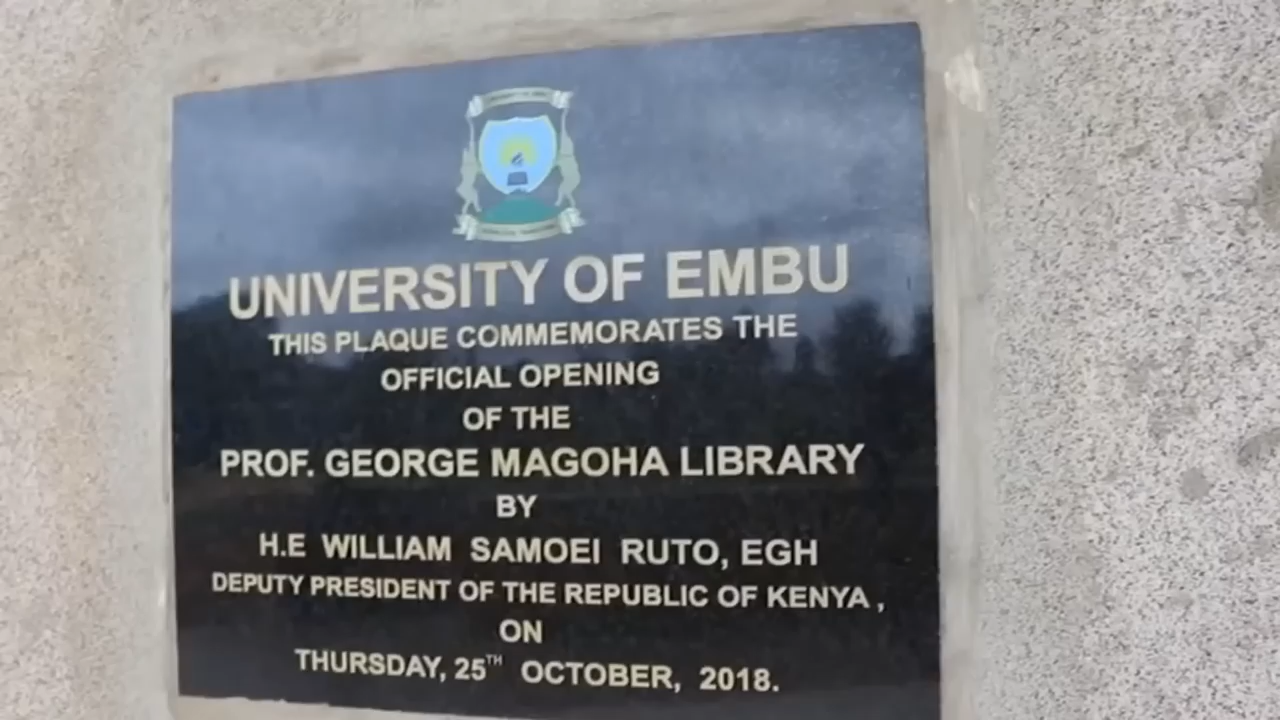 UNIVERSITY OF EMBU
THIS PLAQUE COMMEMORATES THE
OFFICIAL OPENING
OF THE
PROF. GEORGE MAGOHA LIBRARY
BY
H.E WILLIAM SAMOEI RUTO, EGH
DEPUTY PRESIDENT OF THE REPUBLIC OF KENYA ,
ON
THURSDAY, 25TH OCTOBER, 2018.